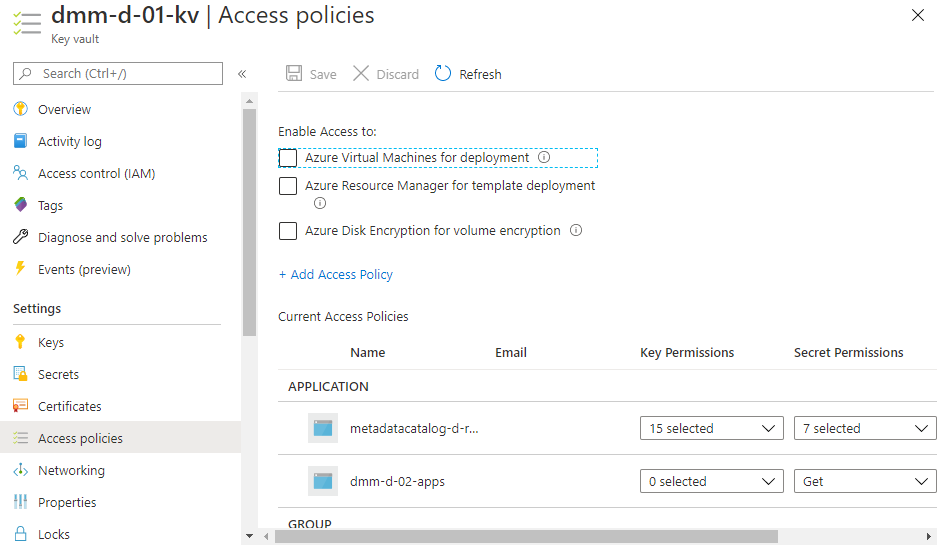 dmm-d-01-kv | Access policies
Key vault
Search (Ctrl+/)
«
Save
Discard
Refresh
Overview
Activity log
Access control (IAM)
Tags
Diagnose and solve problems
Events (preview)
Settings
Keys
Secrets
Certificates
Access policies
Networking
Properties
Locks
Enable Access to:
Azure Virtual Machines for deployment
Azure Resource Manager for template deployment
Azure Disk Encryption for volume encryption
+ Add Access Policy
Current Access Policies
Name Email Key Permissions Secret Permissions
APPLICATION
metadatacatalog-d-r... 15 selected 7 selected
dmm-d-02-apps 0 selected Get
GROUP